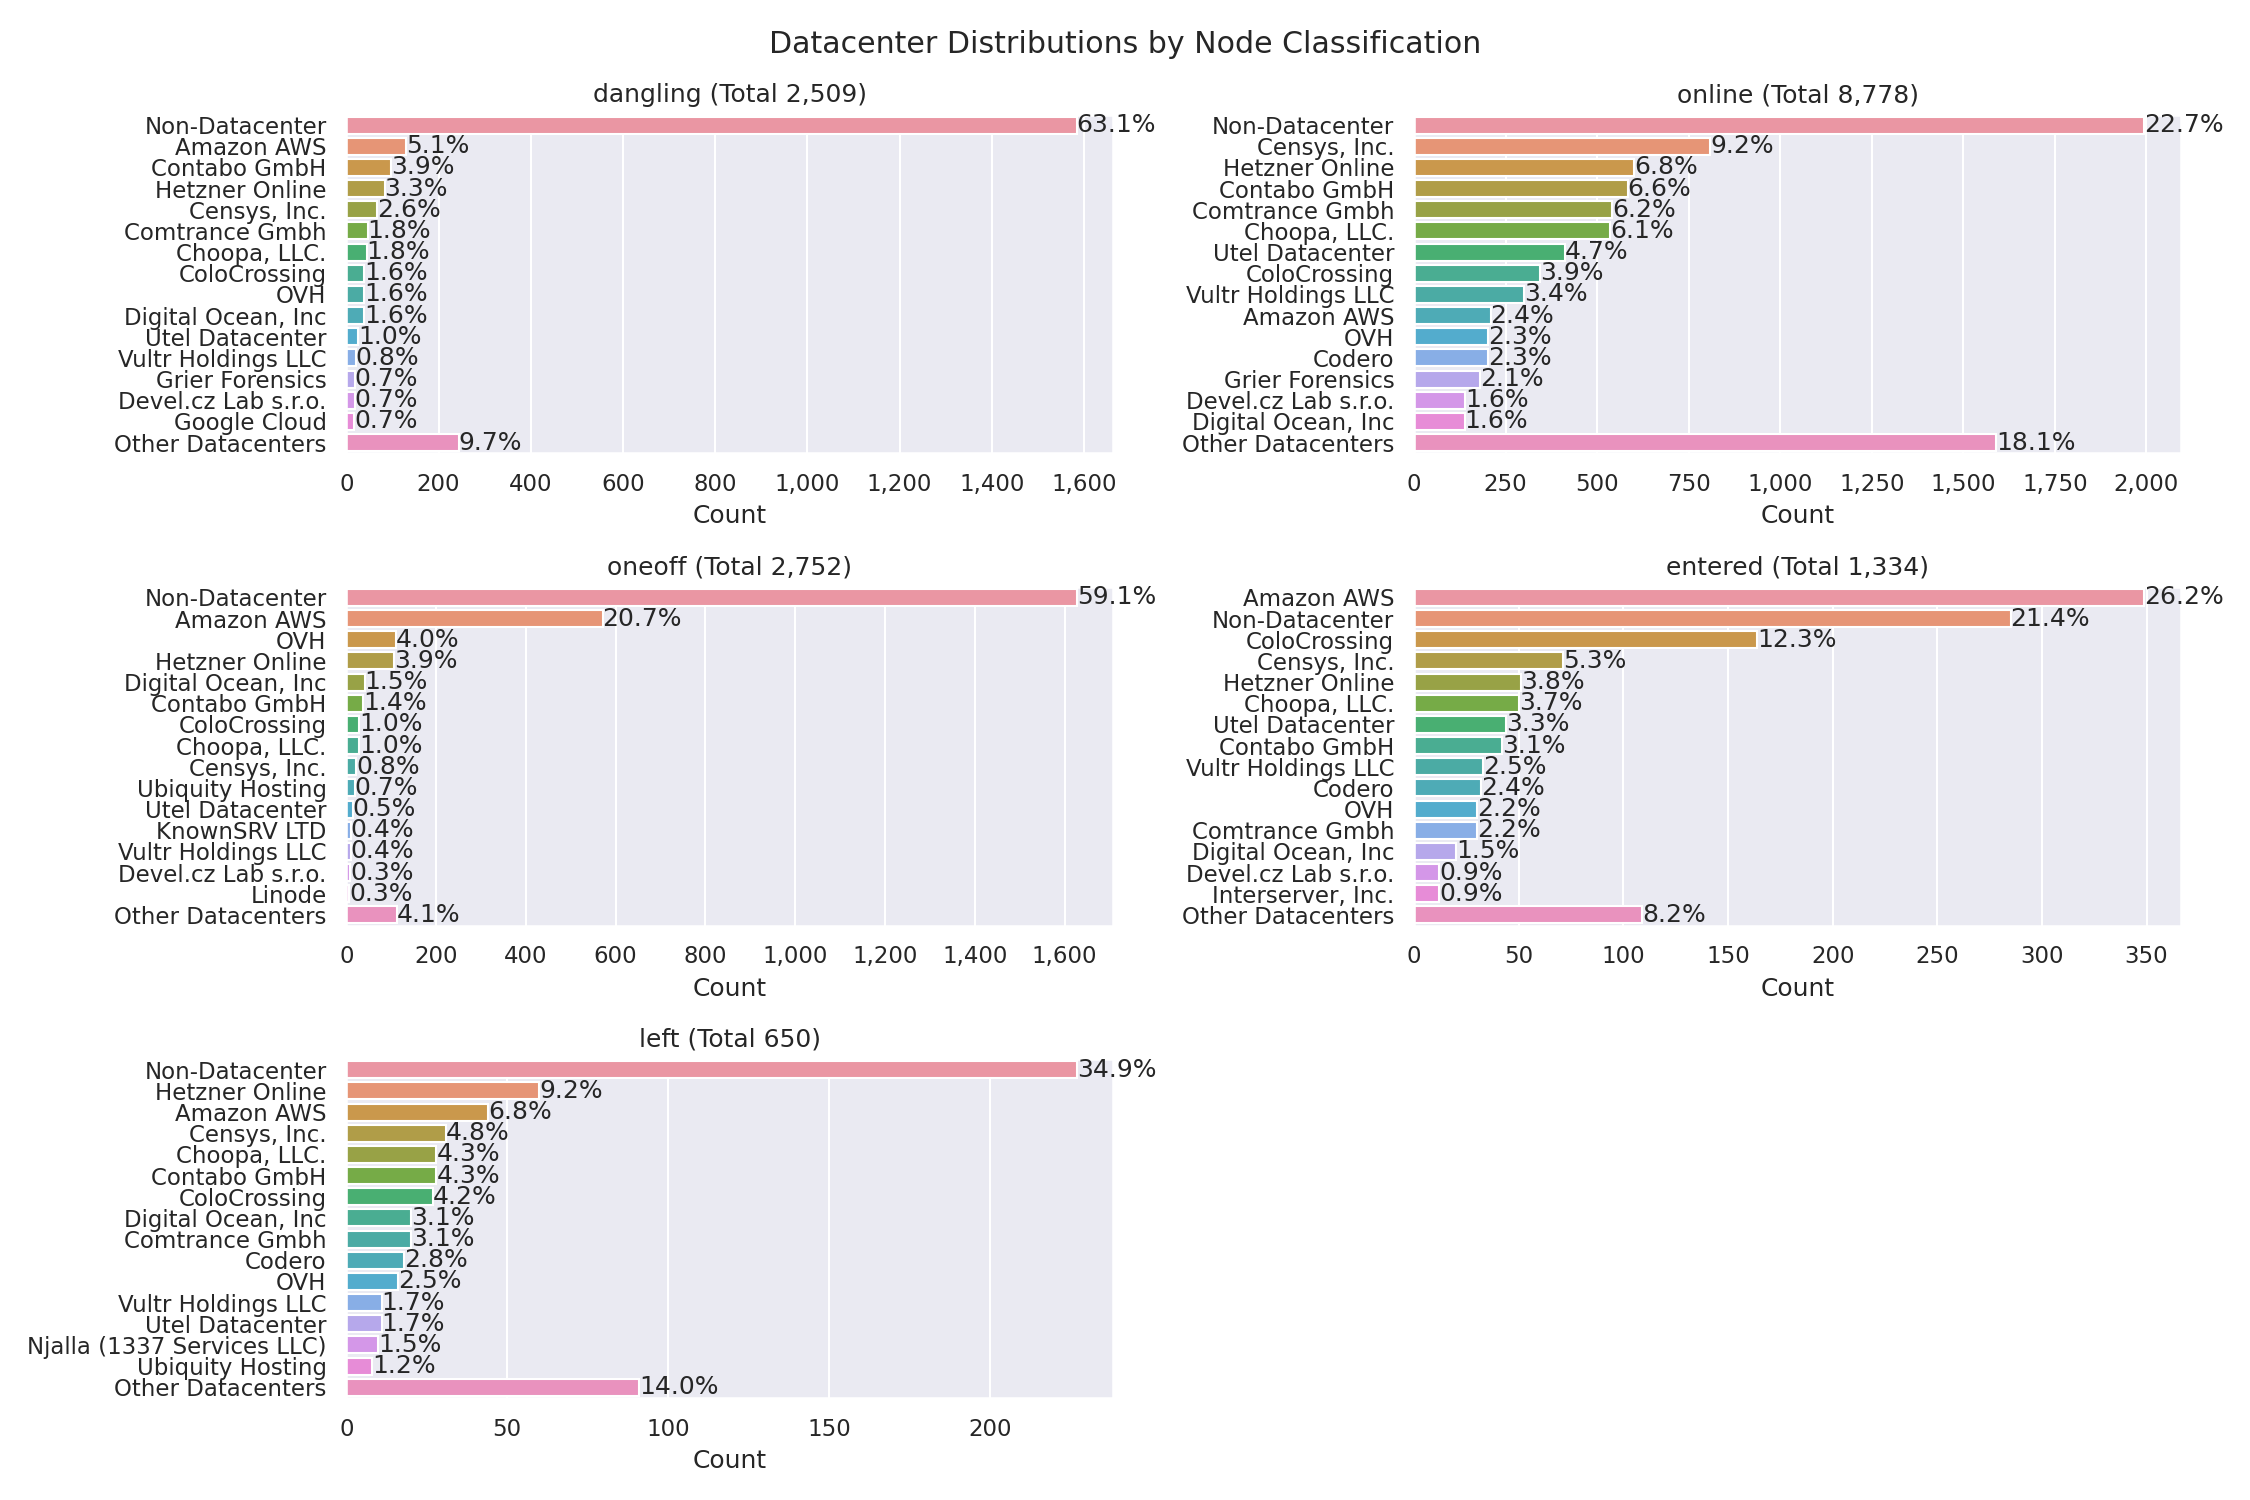 Datacenter Distributions by Node Classification
dangling (Total 2,509)
Non-Datacenter 63.1%
Amazon AWS 5.1%
Contabo GmbH 3.9%
Hetzner Online 3.3%
Censys, Inc. 2.6%
Comtrance Gmbh 1.8%
Choopa, LLC. 1.8%
ColoCrossing 1.6%
OVH 1.6%
Digital Ocean, Inc 1.6%
Utel Datacenter 1.0%
Vultr Holdings LLC 0.8%
Grier Forensics 0.7%
Devel.cz Lab s.r.o. 0.7%
Google Cloud 0.7%
Other Datacenters 9.7%
0 200 400 600 800 1,000 1,200 1,400 1,600
Count
online (Total 8,778)
Non-Datacenter 22.7%
Censys, Inc. 9.2%
Hetzner Online 6.8%
Contabo GmbH 6.6%
Comtrance Gmbh 6.2%
Choopa, LLC. 6.1%
Utel Datacenter 4.7%
ColoCrossing 3.9%
Vultr Holdings LLC 3.4%
Amazon AWS 2.4%
OVH 2.3%
Codero 2.3%
Grier Forensics 2.1%
Devel.cz Lab s.r.o. 1.6%
Digital Ocean, Inc 1.6%
Other Datacenters 18.1%
0 250 500 750 1,000 1,250 1,500 1,750 2,000
Count
oneoff (Total 2,752)
Non-Datacenter 59.1%
Amazon AWS 20.7%
OVH 4.0%
Hetzner Online 3.9%
Digital Ocean, Inc 1.5%
Contabo GmbH 1.4%
ColoCrossing 1.0%
Choopa, LLC. 1.0%
Censys, Inc. 0.8%
Ubiquity Hosting 0.7%
Utel Datacenter 0.5%
KnownSRV LTD 0.4%
Vultr Holdings LLC 0.4%
Devel.cz Lab s.r.o. 0.3%
Linode 0.3%
Other Datacenters 4.1%
0 200 400 600 800 1,000 1,200 1,400 1,600
Count
entered (Total 1,334)
Amazon AWS 26.2%
Non-Datacenter 21.4%
ColoCrossing 12.3%
Censys, Inc. 5.3%
Hetzner Online 3.8%
Choopa, LLC. 3.7%
Utel Datacenter 3.3%
Contabo GmbH 3.1%
Vultr Holdings LLC 2.5%
Codero 2.4%
OVH 2.2%
Comtrance Gmbh 2.2%
Digital Ocean, Inc 1.5%
Devel.cz Lab s.r.o. 0.9%
Interserver, Inc. 0.9%
Other Datacenters 8.2%
0 50 100 150 200 250 300 350
Count
left (Total 650)
Non-Datacenter 34.9%
Hetzner Online 9.2%
Amazon AWS 6.8%
Censys, Inc. 4.8%
Choopa, LLC. 4.3%
Contabo GmbH 4.3%
ColoCrossing 4.2%
Digital Ocean, Inc 3.1%
Comtrance Gmbh 3.1%
Codero 2.8%
OVH 2.5%
Vultr Holdings LLC 1.7%
Utel Datacenter 1.7%
Njalla (1337 Services LLC) 1.5%
Ubiquity Hosting 1.2%
Other Datacenters 14.0%
0 50 100 150 200
Count